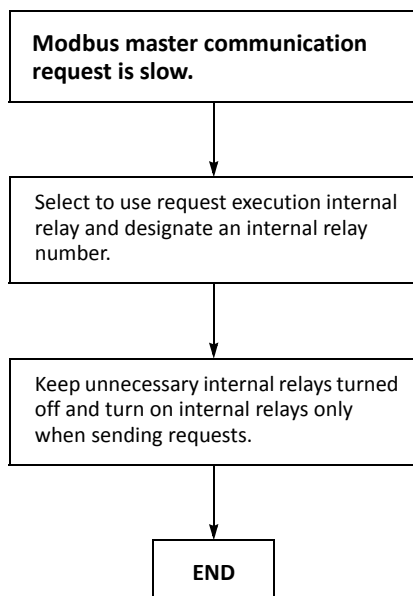 Modbus master communication
request is slow.
Select to use request execution internal
relay and designate an internal relay
number.
Keep unnecessary internal relays turned
off and turn on internal relays only
when sending requests.
END